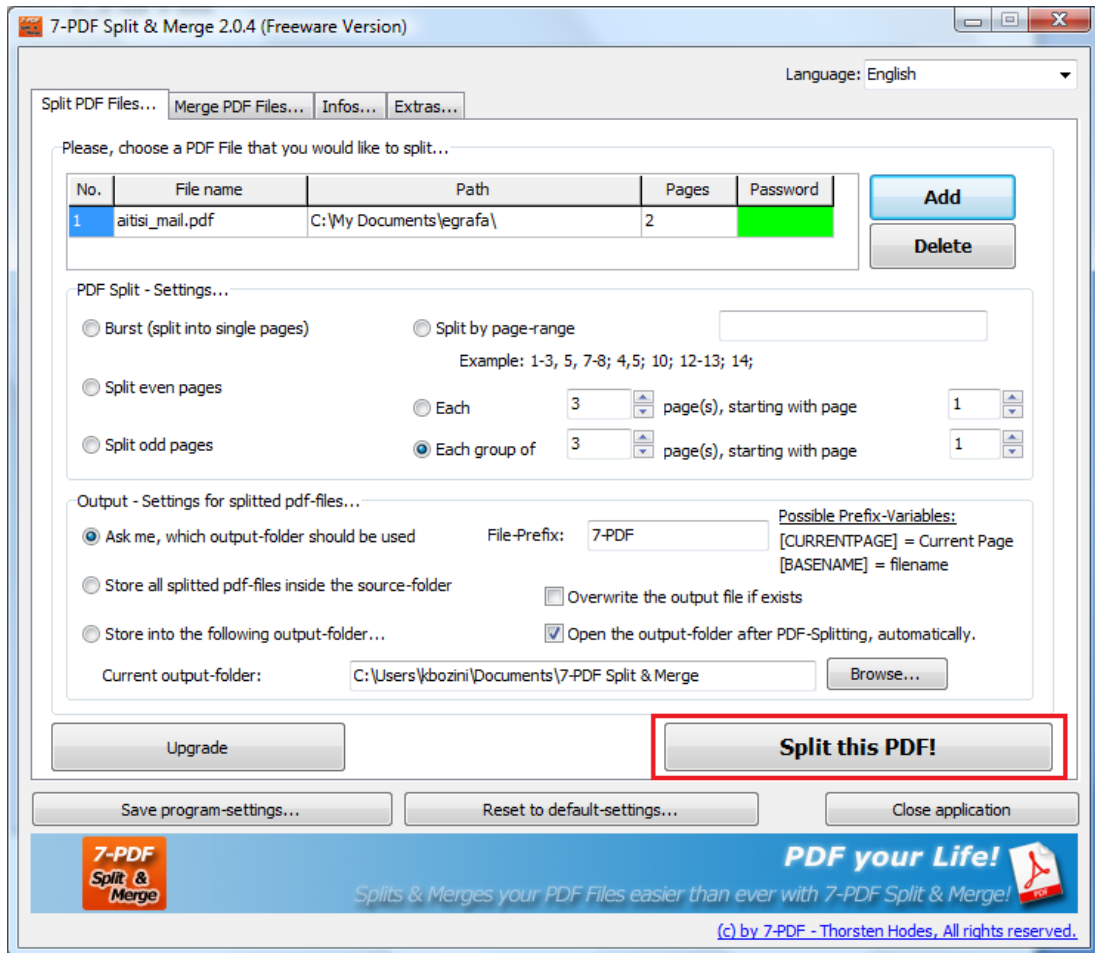 7-PDF Split & Merge 2.0.4 (Freeware Version)
Language: English
Split PDF Files... Merge PDF Files... Infos... Extras...
Please, choose a PDF File that you would like to split...
No. File name Path Pages Password
1 aitisi_mail.pdf C:\My Documents\egrafa\ 2
Add
Delete
PDF Split - Settings...
Burst (split into single pages) Split by page-range
Example: 1-3, 5, 7-8; 4,5; 10; 12-13; 14;
Split even pages
Each 3 page(s), starting with page 1
Split odd pages Each group of 3 page(s), starting with page 1
Output - Settings for splitted pdf-files...
Ask me, which output-folder should be used File-Prefix: 7-PDF
Possible Prefix-Variables:
[CURRENTPAGE] = Current Page
[BASENAME] = filename
Store all splitted pdf-files inside the source-folder
Overwrite the output file if exists
Store into the following output-folder... Open the output-folder after PDF-Splitting, automatically.
Current output-folder: C:\Users\kbozini\Documents\7-PDF Split & Merge Browse...
Upgrade Split this PDF!
Save program-settings... Reset to default-settings... Close application
7-PDF
Split &
Merge
PDF your Life!
Splits & Merges your PDF Files easier than ever with 7-PDF Split & Merge!
PDF
(c) by 7-PDF - Thorsten Hodes, All rights reserved.